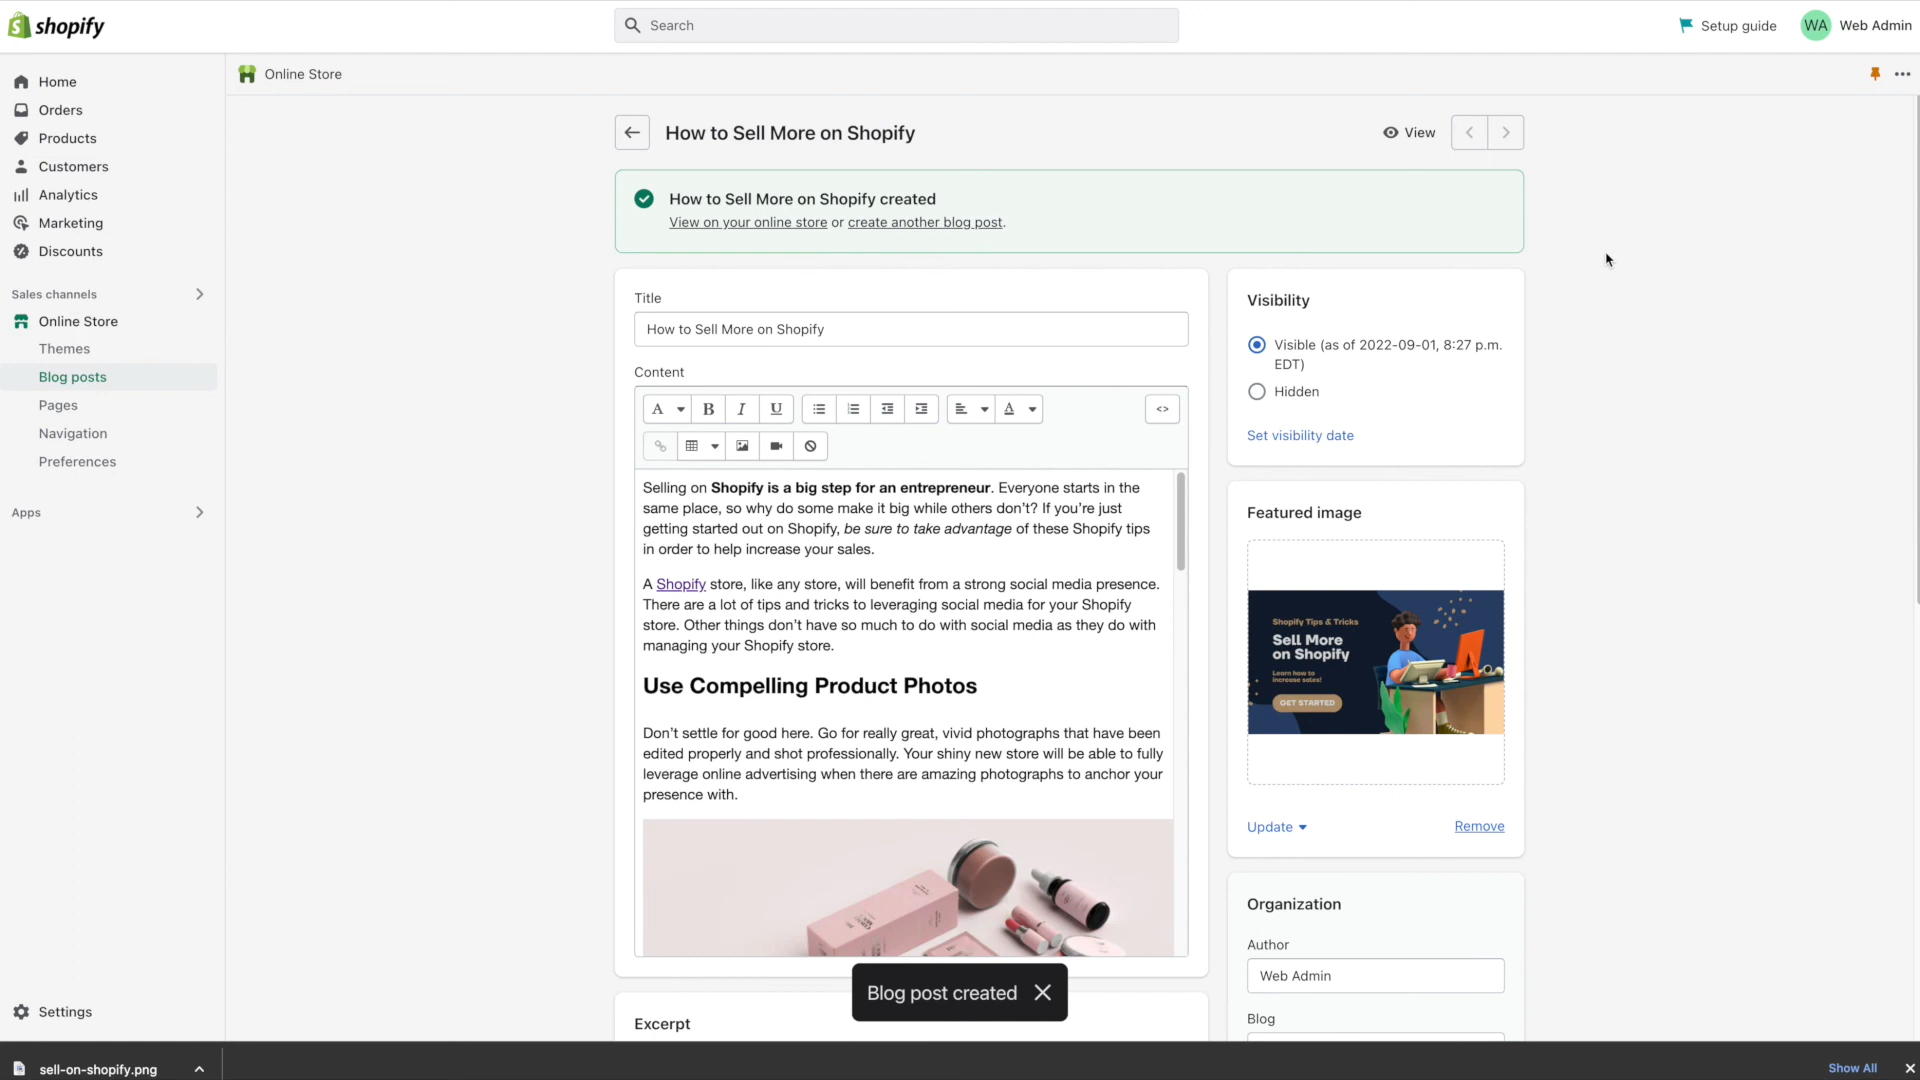 shopify
Search
Setup guide
WA
Web Admin
Home
Orders
Products
Customers
Analytics
Marketing
Discounts
Sales channels
Online Store
Themes
Blog posts
Pages
Navigation
Preferences
Apps
Settings
Online Store
How to Sell More on Shopify
View
How to Sell More on Shopify created
View on your online store or create another blog post.
Title
How to Sell More on Shopify
Content
A
B
I
U
A
<>
Selling on Shopify is a big step for an entrepreneur. Everyone starts in the
same place, so why do some make it big while others don’t? If you’re just
getting started out on Shopify, be sure to take advantage of these Shopify tips
in order to help increase your sales.
A Shopify store, like any store, will benefit from a strong social media presence.
There are a lot of tips and tricks to leveraging social media for your Shopify
store. Other things don’t have so much to do with social media as they do with
managing your Shopify store.
Use Compelling Product Photos
Don’t settle for good here. Go for really great, vivid photographs that have been
edited properly and shot professionally. Your shiny new store will be able to fully
leverage online advertising when there are amazing photographs to anchor your
presence with.
Excerpt
Visibility
Visible (as of 2022-09-01, 8:27 p.m.
EDT)
Hidden
Set visibility date
Featured image
Shopify Tips & Tricks
Sell More
on Shopify
Learn how to
increase sales!
GET STARTED
Update
Remove
Organization
Author
Web Admin
Blog
Blog post created
sell-on-shopify.png
Show All